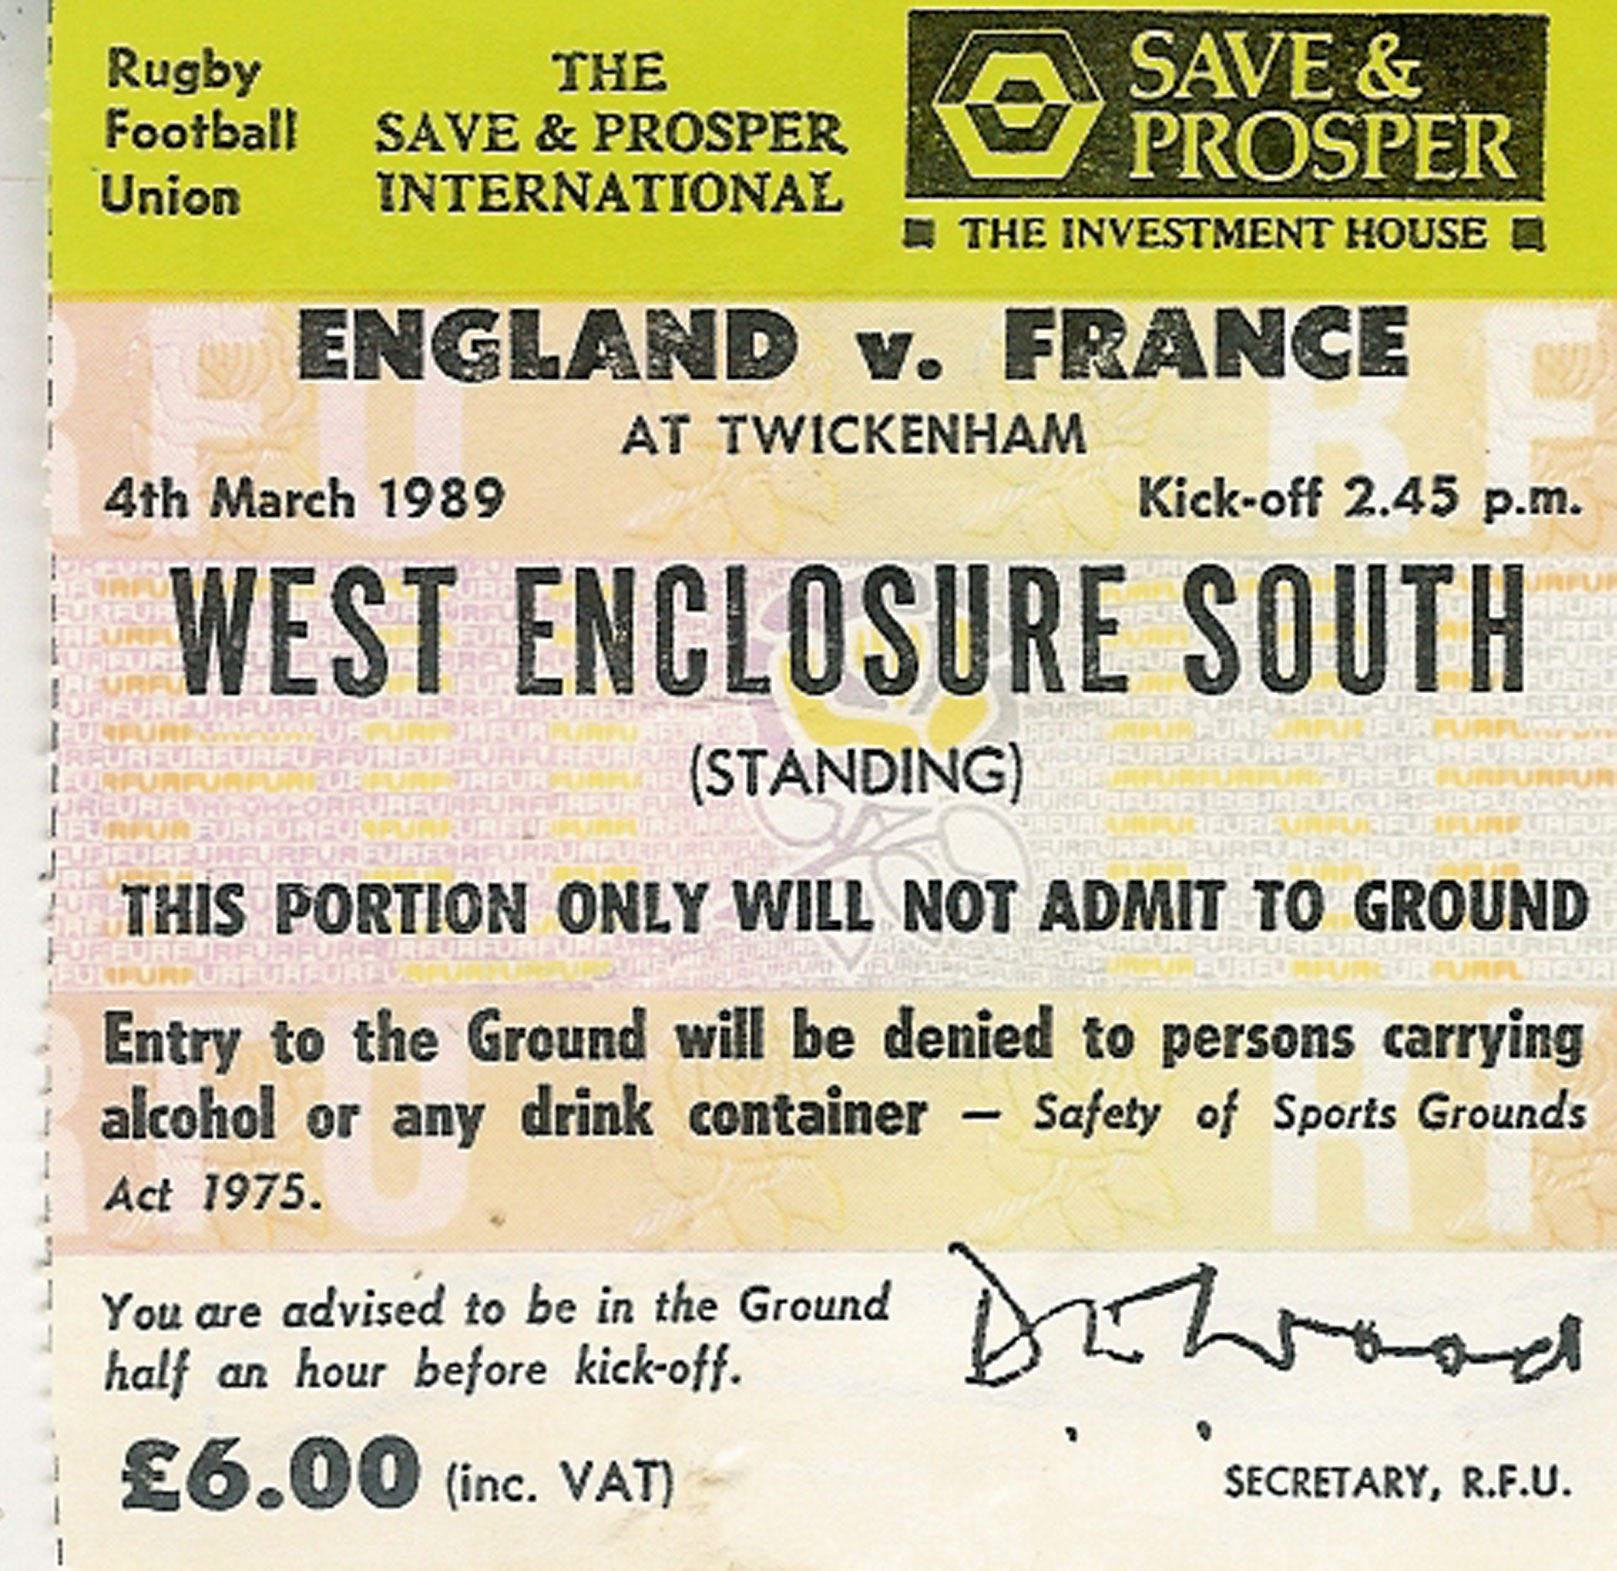 Rugby
Football
Union
THE
SAVE & PROSPER
INTERNATIONAL
SAVE &
PROSPER
THE INVESTMENT HOUSE
ENGLAND v. FRANCE
AT TWICKENHAM
4th March 1989 Kick-off 2.45 p.m.
WEST ENCLOSURE SOUTH
(STANDING)
THIS PORTION ONLY WILL NOT ADMIT TO GROUND
Entry to the Ground will be denied to persons carrying
alcohol or any drink container — Safety of Sports Grounds
Act 1975.
You are advised to be in the Ground
half an hour before kick-off.
£6.00 (inc. VAT)
SECRETARY, R.F.U.